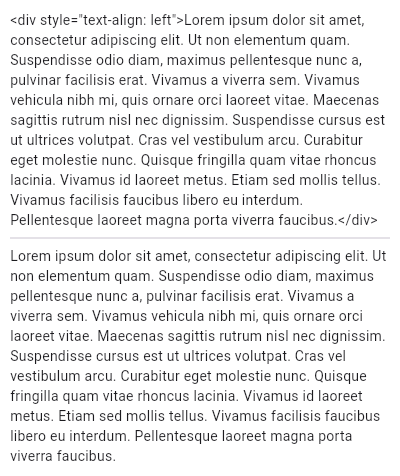 <div style="text-align: left">Lorem ipsum dolor sit amet,
consectetur adipiscing elit. Ut non elementum quam.
Suspendisse odio diam, maximus pellentesque nunc a,
pulvinar facilisis erat. Vivamus a viverra sem. Vivamus
vehicula nibh mi, quis ornare orci laoreet vitae. Maecenas
sagittis rutrum nisl nec dignissim. Suspendisse cursus est
ut ultrices volutpat. Cras vel vestibulum arcu. Curabitur
eget molestie nunc. Quisque fringilla quam vitae rhoncus
lacinia. Vivamus id laoreet metus. Etiam sed mollis tellus.
Vivamus facilisis faucibus libero eu interdum.
Pellentesque laoreet magna porta viverra faucibus.</div>
Lorem ipsum dolor sit amet, consectetur adipiscing elit. Ut
non elementum quam. Suspendisse odio diam, maximus
pellentesque nunc a, pulvinar facilisis erat. Vivamus a
viverra sem. Vivamus vehicula nibh mi, quis ornare orci
laoreet vitae. Maecenas sagittis rutrum nisl nec dignissim.
Suspendisse cursus est ut ultrices volutpat. Cras vel
vestibulum arcu. Curabitur eget molestie nunc. Quisque
fringilla quam vitae rhoncus lacinia. Vivamus id laoreet
metus. Etiam sed mollis tellus. Vivamus facilisis faucibus
libero eu interdum. Pellentesque laoreet magna porta
viverra faucibus.